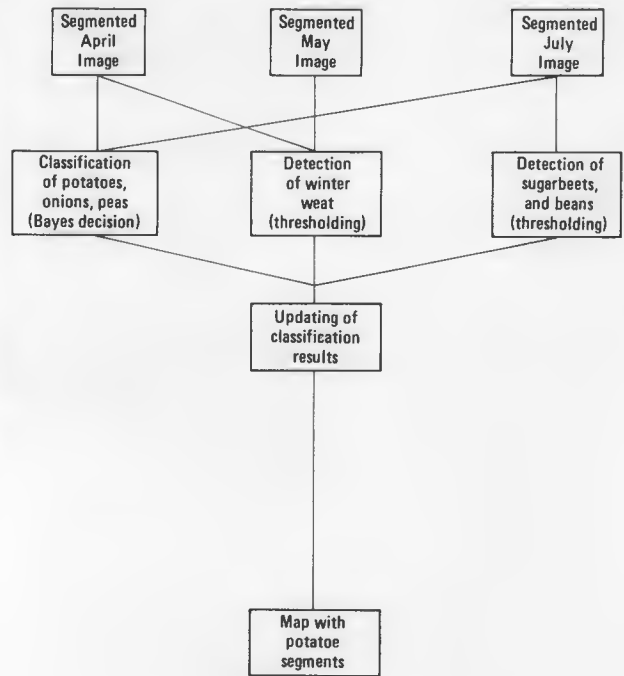 Segmented
April
Image
Segmented
May
Image
Segmented
July
Image
Classification
of potatoes,
onions, peas
(Bayes decision)
Detection
of winter
weat
(thresholding)
Detection of
sugarbeets,
and beans
(thresholding)
Updating of
classification
results
Map with
potatoe
segments